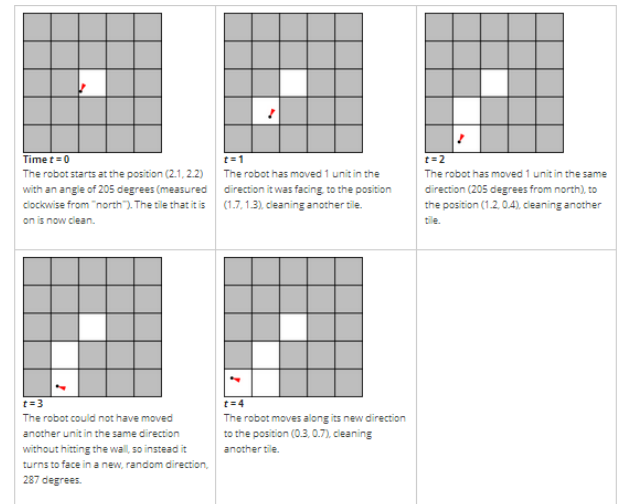 Time t = 0
The robot starts at the position (2.1, 2.2)
with an angle of 205 degrees (measured
clockwise from "north"). The tile that it is
on is now clean.
t = 1
The robot has moved 1 unit in the
direction it was facing, to the position
(1.7, 1.3), cleaning another tile.
t = 2
The robot has moved 1 unit in the same
direction (205 degrees from north), to
the position (1.2, 0.4), cleaning another
tile.
t = 3
The robot could not have moved
another unit in the same direction
without hitting the wall, so instead it
turns to face in a new, random direction,
287 degrees.
t = 4
The robot moves along its new direction
to the position (0.3, 0.7), cleaning
another tile.